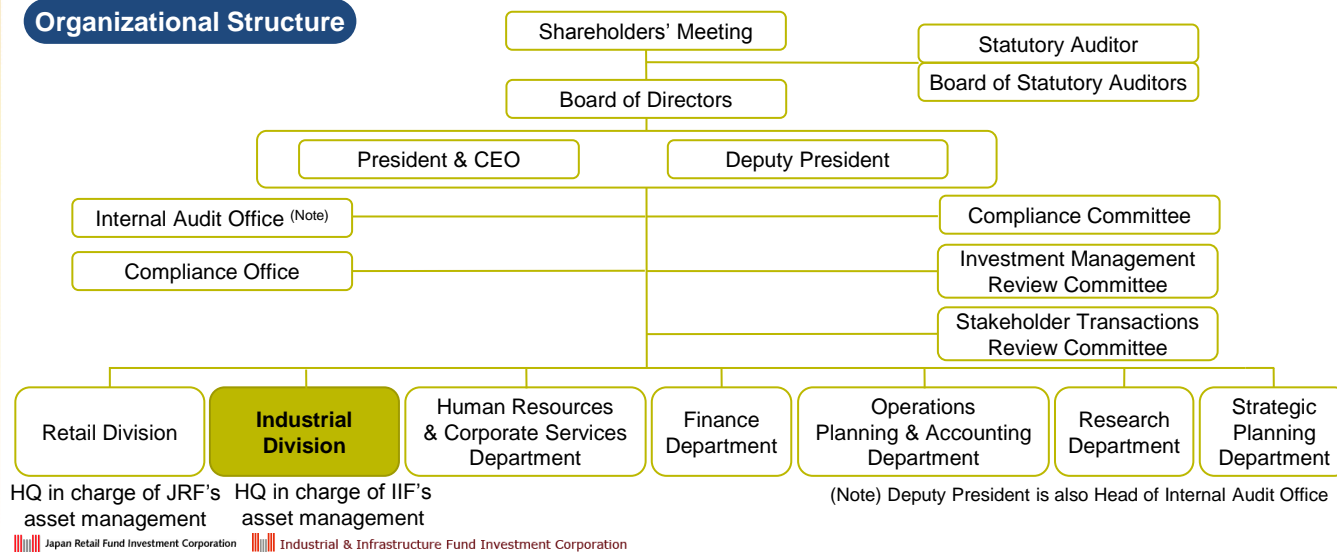 Organizational Structure
Shareholders' Meeting
Statutory Auditor
Board of Statutory Auditors
Board of Directors
President & CEO
Deputy President
Internal Audit Office (Note)
Compliance Committee
Compliance Office
Investment Management
Review Committee
Stakeholder Transactions
Review Committee
Retail Division
Industrial
Division
Human Resources
& Corporate Services
Department
Finance
Department
Operations
Planning & Accounting
Department
Research
Department
Strategic
Planning
Department
HQ in charge of JRF's
asset management
HQ in charge of IIF's
asset management
(Note) Deputy President is also Head of Internal Audit Office
Japan Retail Fund Investment Corporation
Industrial & Infrastructure Fund Investment Corporation